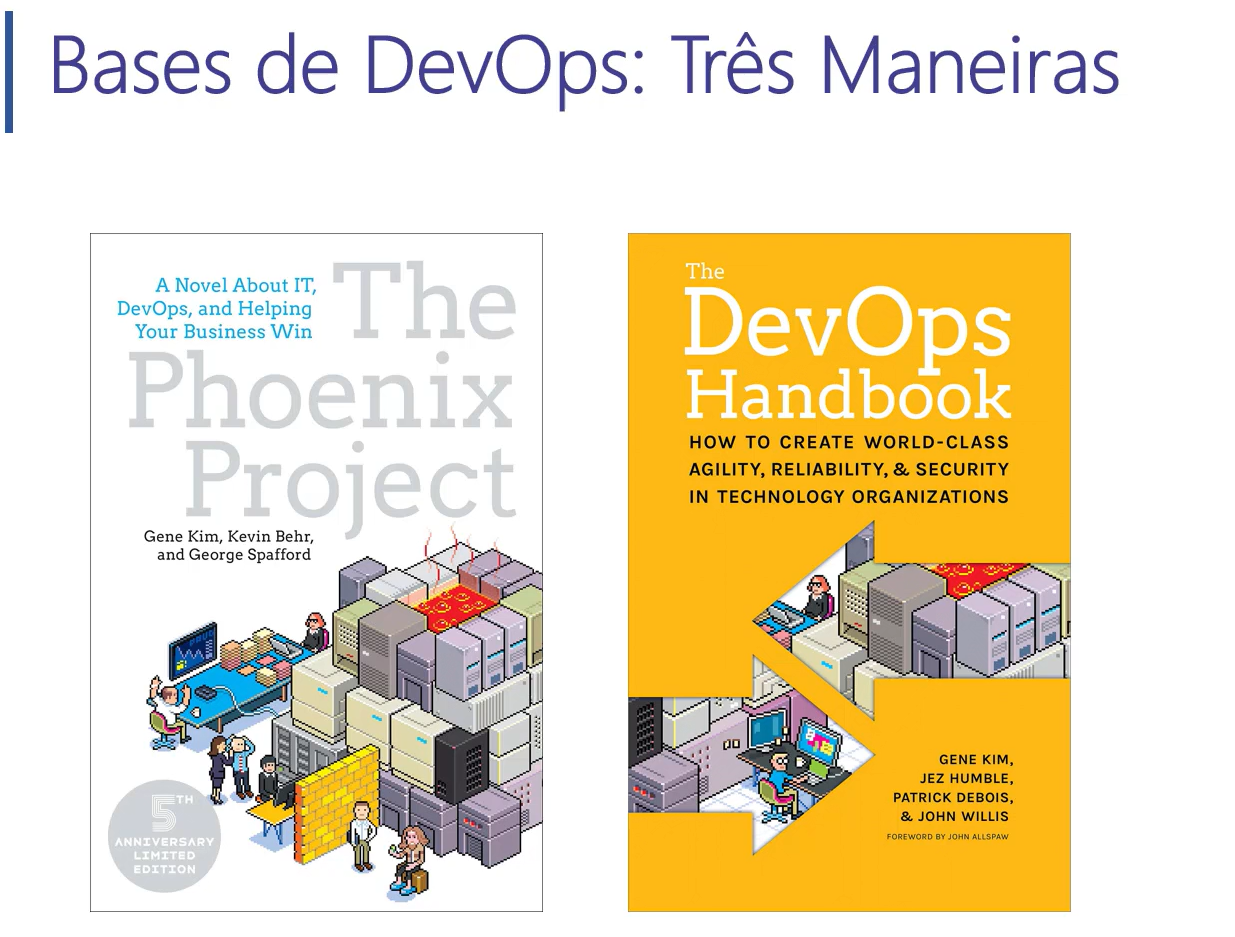 Bases de DevOps: Três Maneiras
A Novel About IT,
DevOps, and Helping
Your Business Win
The
Phoenix
Project
Gene Kim, Kevin Behr,
and George Spafford
5TH
ANNIVERSARY
LIMITED
EDITION
The
DevOps
Handbook
HOW TO CREATE WORLD-CLASS
AGILITY, RELIABILITY, & SECURITY
IN TECHNOLOGY ORGANIZATIONS
GENE KIM,
JEZ HUMBLE,
PATRICK DEBOIS,
& JOHN WILLIS
FOREWORD BY JOHN ALLSPAW